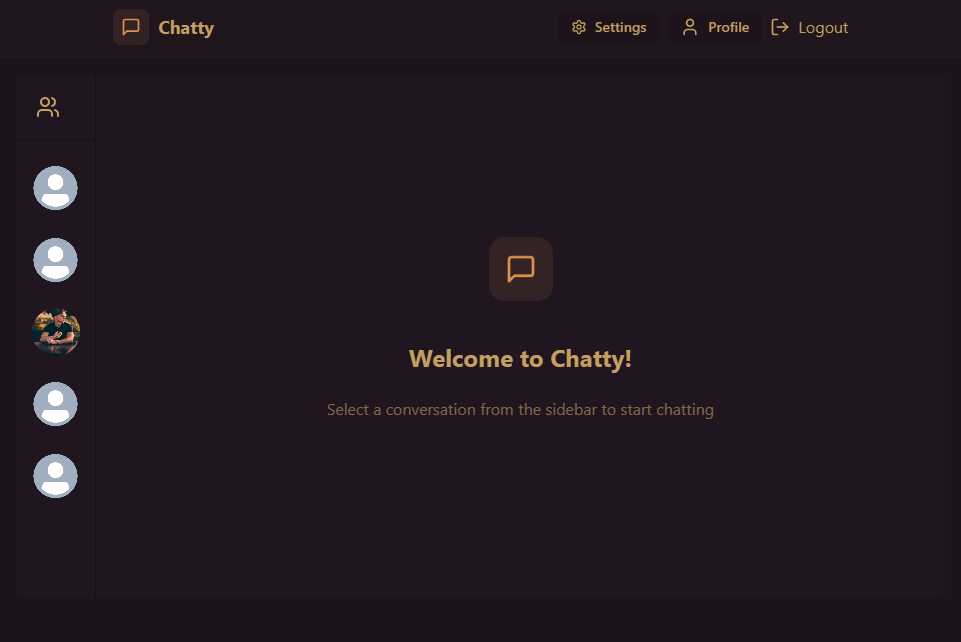 Chatty
Settings
Profile
Logout
Welcome to Chatty!
Select a conversation from the sidebar to start chatting